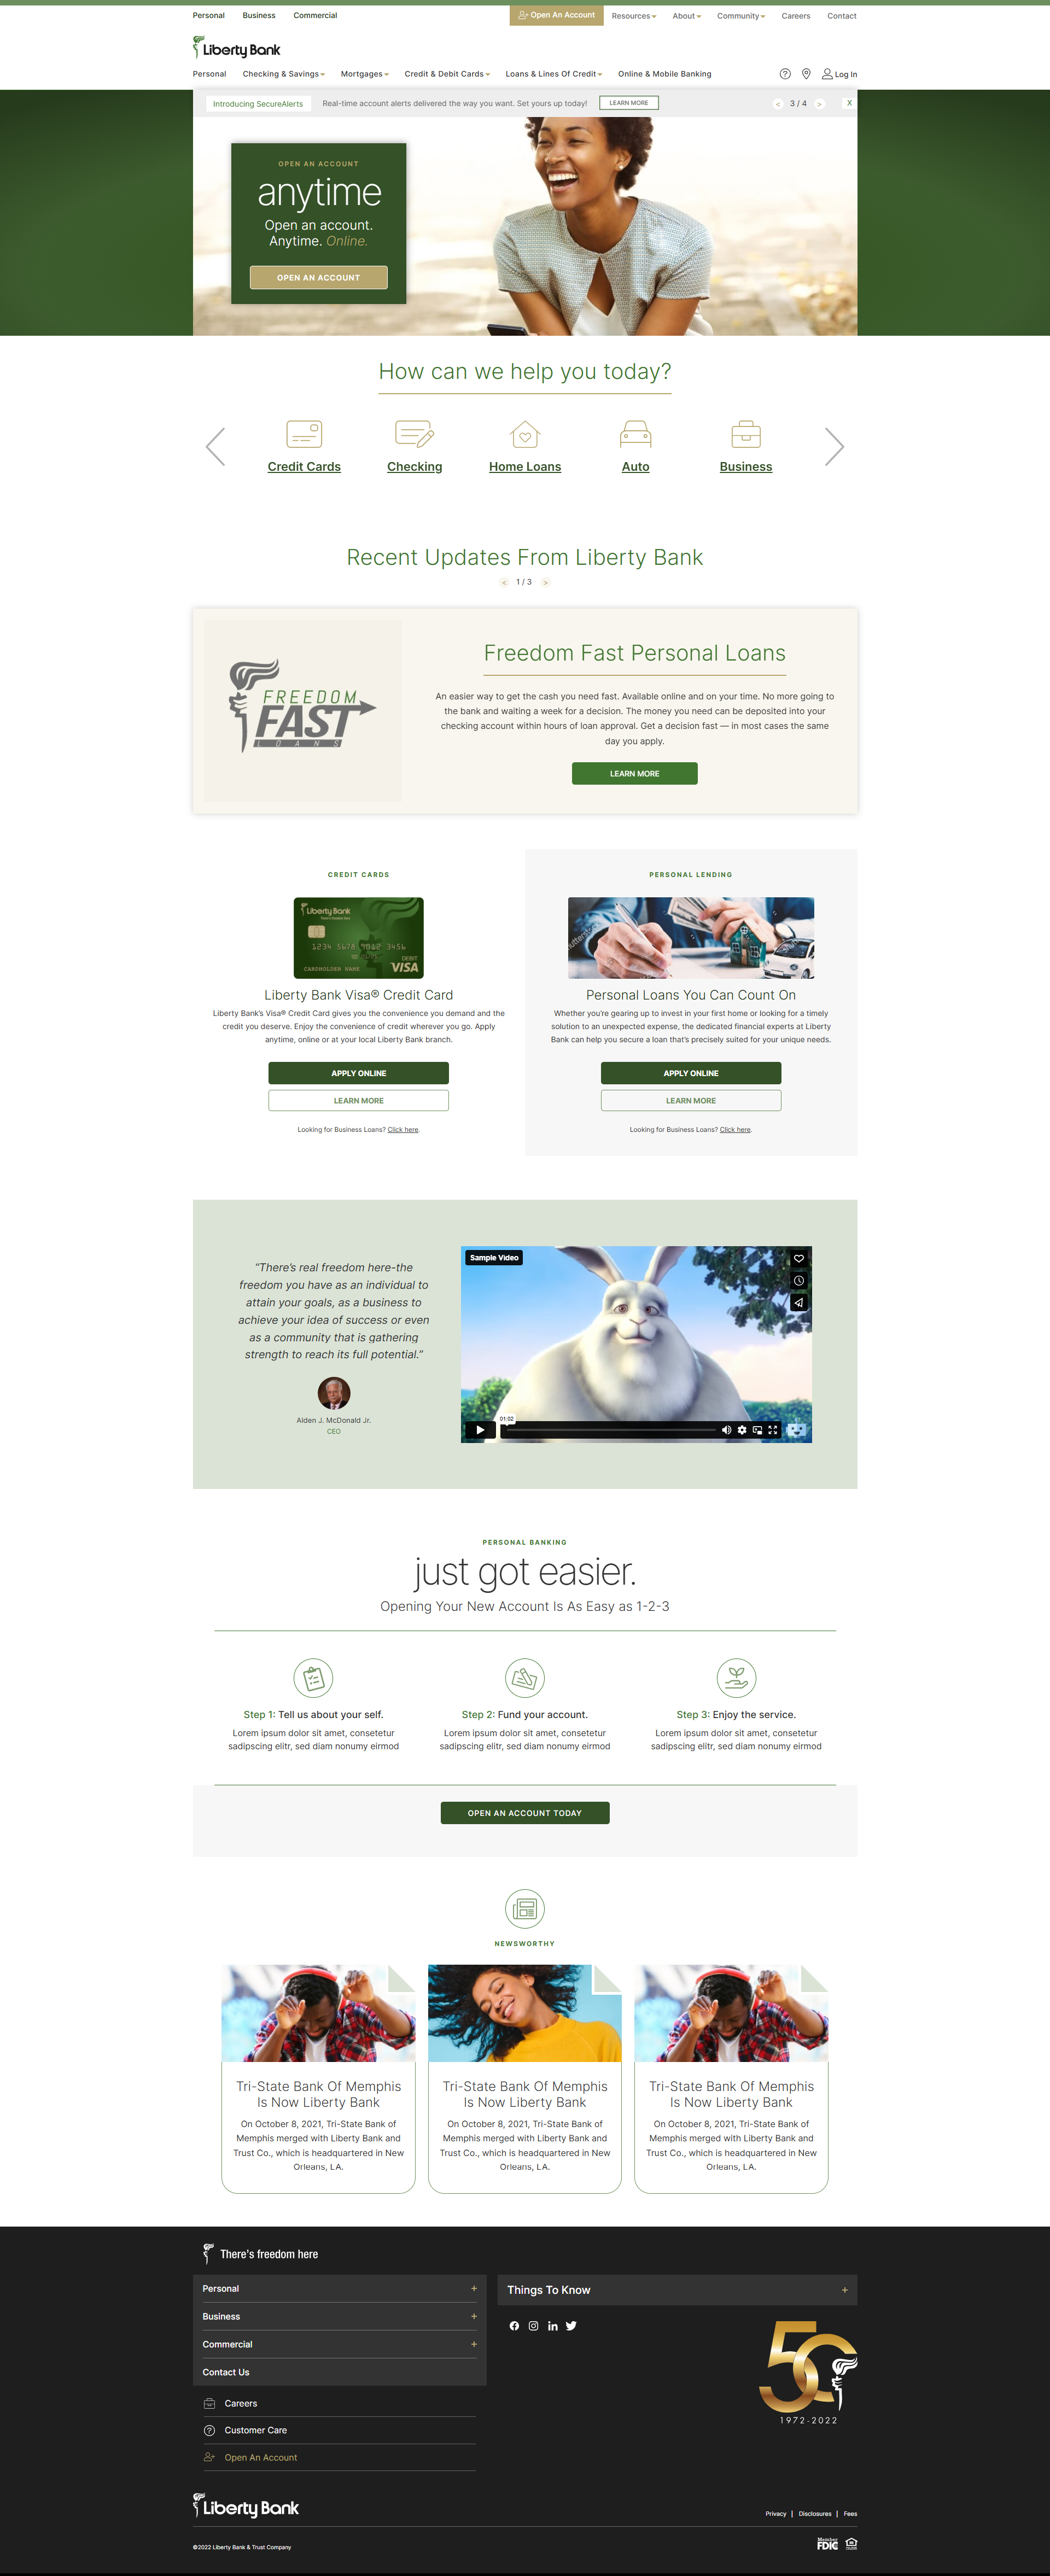 Personal Business Commercial Open An Account Resources About Community Careers Contact
Liberty Bank
Personal Checking & Savings Mortgages Credit & Debit Cards Loans & Lines Of Credit Online & Mobile Banking Log In
Introducing SecureAlerts Real-time account alerts delivered the way you want. Set yours up today! LEARN MORE < 3 / 4 > X
OPEN AN ACCOUNT
anytime
Open an account.
Anytime. Online.
OPEN AN ACCOUNT
How can we help you today?
Credit Cards Checking Home Loans Auto Business
Recent Updates From Liberty Bank
< 1 / 3 >
FREEDOM
FAST
LOANS
Freedom Fast Personal Loans
An easier way to get the cash you need fast. Available online and on your time. No more going to
the bank and waiting a week for a decision. The money you need can be deposited into your
checking account within hours of loan approval. Get a decision fast — in most cases the same
day you apply.
LEARN MORE
CREDIT CARDS
Liberty Bank
There's freedom here
1234 5678 9012 3456
CARDHOLDER NAME
DEBIT
VISA
Liberty Bank Visa® Credit Card
Liberty Bank's Visa® Credit Card gives you the convenience you demand and the
credit you deserve. Enjoy the convenience of credit wherever you go. Apply
anytime, online or at your local Liberty Bank branch.
APPLY ONLINE
LEARN MORE
Looking for Business Loans? Click here.
PERSONAL LENDING
Personal Loans You Can Count On
Whether you're gearing up to invest in your first home or looking for a timely
solution to an unexpected expense, the dedicated financial experts at Liberty
Bank can help you secure a loan that's precisely suited for your unique needs.
APPLY ONLINE
LEARN MORE
Looking for Business Loans? Click here.
“There's real freedom here-the
freedom you have as an individual to
attain your goals, as a business to
achieve your idea of success or even
as a community that is gathering
strength to reach its full potential.”
Alden J. McDonald Jr.
CEO
Sample Video
01:02
PERSONAL BANKING
just got easier.
Opening Your New Account Is As Easy as 1-2-3
Step 1: Tell us about your self.
Lorem ipsum dolor sit amet, consetetur
sadipscing elitr, sed diam nonumy eirmod
Step 2: Fund your account.
Lorem ipsum dolor sit amet, consetetur
sadipscing elitr, sed diam nonumy eirmod
Step 3: Enjoy the service.
Lorem ipsum dolor sit amet, consetetur
sadipscing elitr, sed diam nonumy eirmod
OPEN AN ACCOUNT TODAY
NEWSWORTHY
Tri-State Bank Of Memphis
Is Now Liberty Bank
On October 8, 2021, Tri-State Bank of
Memphis merged with Liberty Bank and
Trust Co., which is headquartered in New
Orleans, LA.
Tri-State Bank Of Memphis
Is Now Liberty Bank
On October 8, 2021, Tri-State Bank of
Memphis merged with Liberty Bank and
Trust Co., which is headquartered in New
Orleans, LA.
Tri-State Bank Of Memphis
Is Now Liberty Bank
On October 8, 2021, Tri-State Bank of
Memphis merged with Liberty Bank and
Trust Co., which is headquartered in New
Orleans, LA.
There's freedom here
Personal +
Business +
Commercial +
Contact Us
Careers
Customer Care
Open An Account
Things To Know +
50
1972-2022
Liberty Bank
Privacy | Disclosures | Fees
©2022 Liberty Bank & Trust Company
Member
FDIC